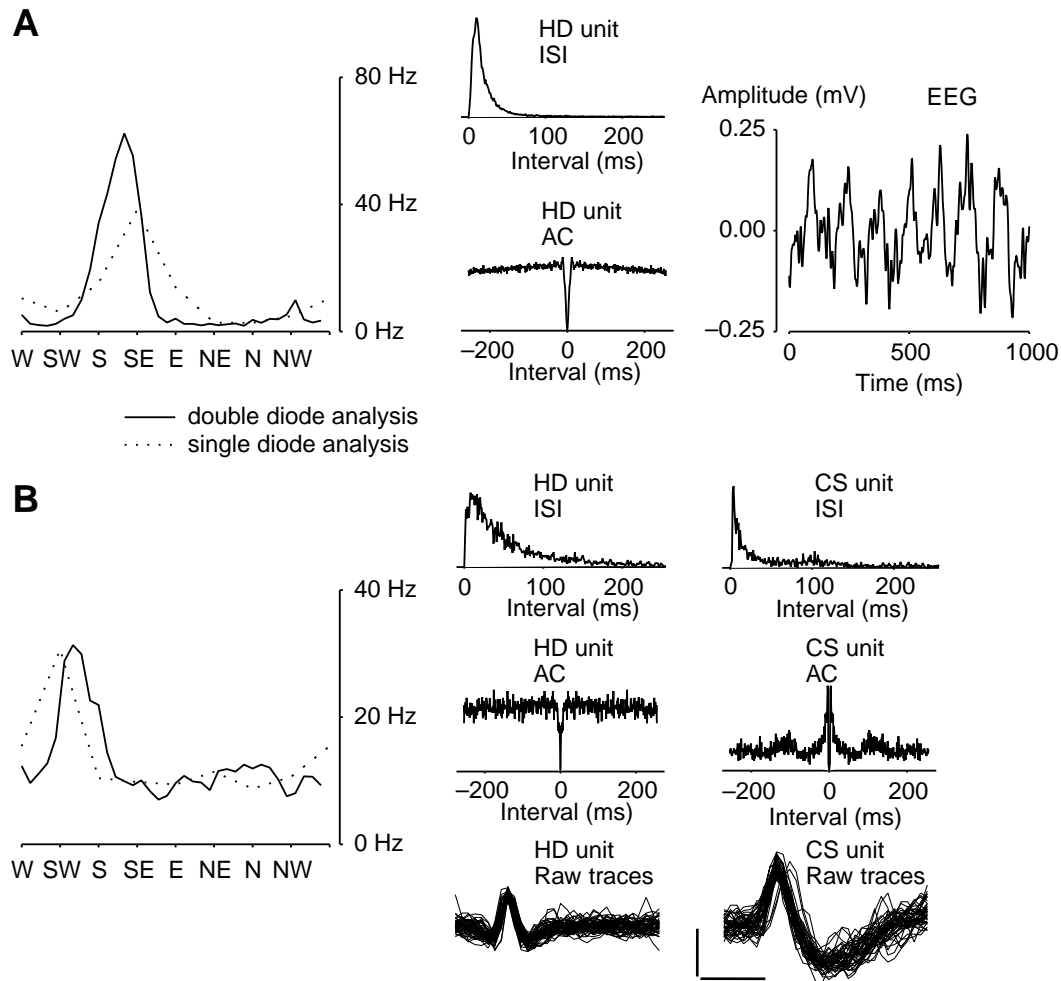 A
80 Hz
40 Hz
0 Hz
W SW S SE E NE N NW
HD unit
ISI
0 100 200
Interval (ms)
HD unit
AC
−200 0 200
Interval (ms)
Amplitude (mV) EEG
0.25
0.00
−0.25
0 500 1000
Time (ms)
double diode analysis
single diode analysis
B
40 Hz
20 Hz
0 Hz
W SW S SE E NE N NW
HD unit
ISI
0 100 200
Interval (ms)
CS unit
ISI
0 100 200
Interval (ms)
HD unit
AC
−200 0 200
Interval (ms)
CS unit
AC
−200 0 200
Interval (ms)
HD unit
Raw traces
CS unit
Raw traces